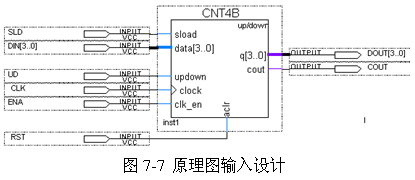 CNT4B
up/down
SLD INPUT VCC sload
DIN[3..0] INPUT VCC data[3..0]
q[3..0] OUTPUT DOUT[3..0]
cout OUTPUT COUT
UD INPUT VCC updown
CLK INPUT VCC clock
ENA INPUT VCC clk_en
inst1 aclr
RST INPUT VCC
图 7-7 原理图输入设计